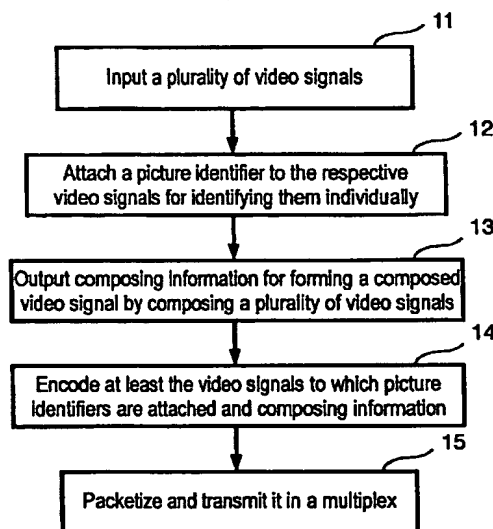 11
Input a plurality of video signals
12
Attach a picture identifier to the respective
video signals for identifying them individually
13
Output composing information for forming a composed
video signal by composing a plurality of video signals
14
Encode at least the video signals to which picture
identifiers are attached and composing information
15
Packetize and transmit it in a multiplex